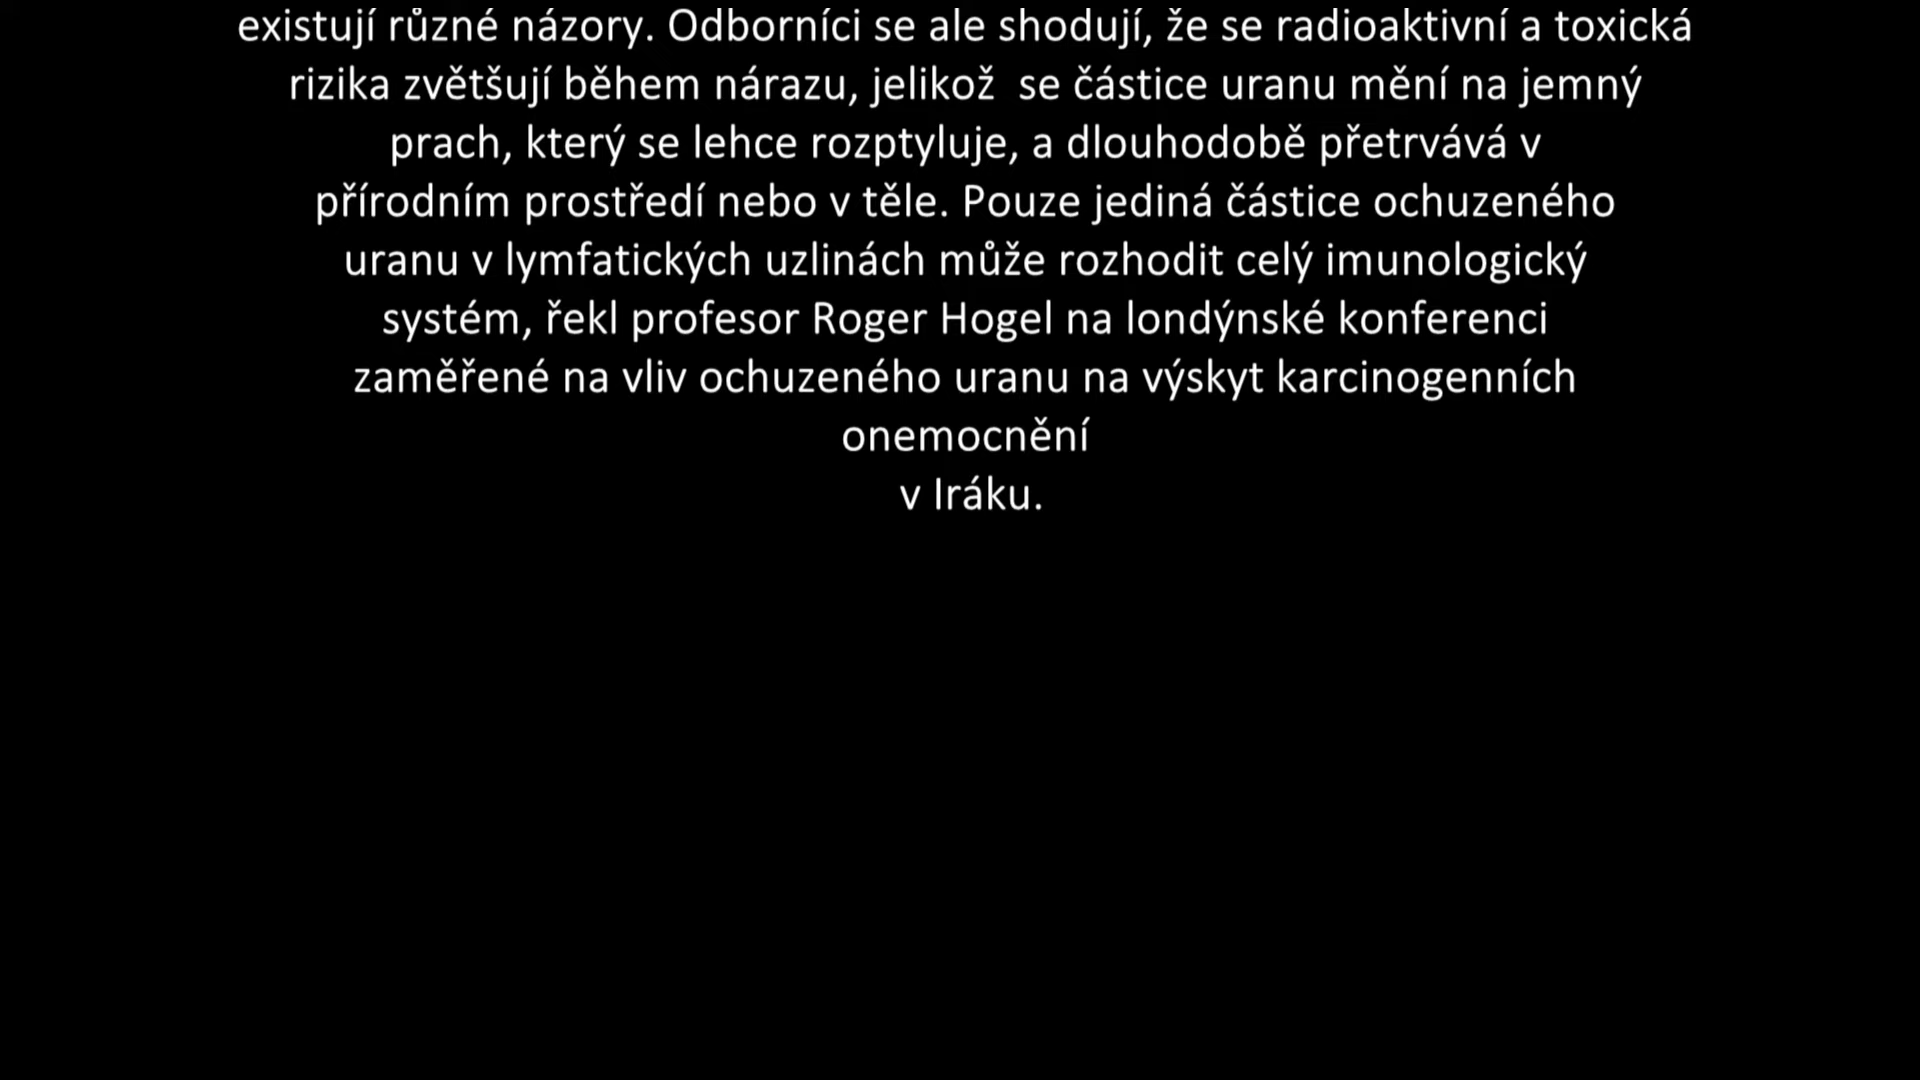 existují různé názory. Odborníci se ale shodují, že se radioaktivní a toxická
rizika zvětšují během nárazu, jelikož  se částice uranu mění na jemný
prach, který se lehce rozptyluje, a dlouhodobě přetrvává v
přírodním prostředí nebo v těle. Pouze jediná částice ochuzeného
uranu v lymfatických uzlinách může rozhodit celý imunologický
systém, řekl profesor Roger Hogel na londýnské konferenci
zaměřené na vliv ochuzeného uranu na výskyt karcinogenních
onemocnění
v Iráku.